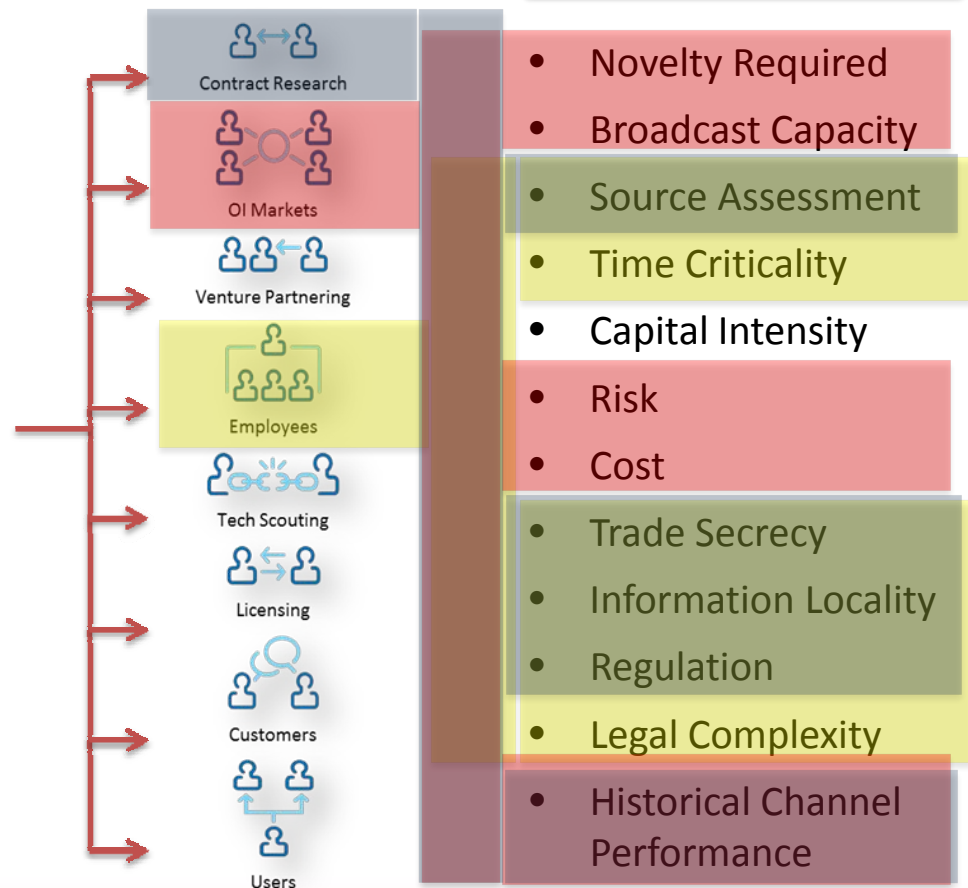 Contract Research
OI Markets
Venture Partnering
Employees
Tech Scouting
Licensing
Customers
Users
• Novelty Required
• Broadcast Capacity
• Source Assessment
• Time Criticality
• Capital Intensity
• Risk
• Cost
• Trade Secrecy
• Information Locality
• Regulation
• Legal Complexity
• Historical Channel
Performance